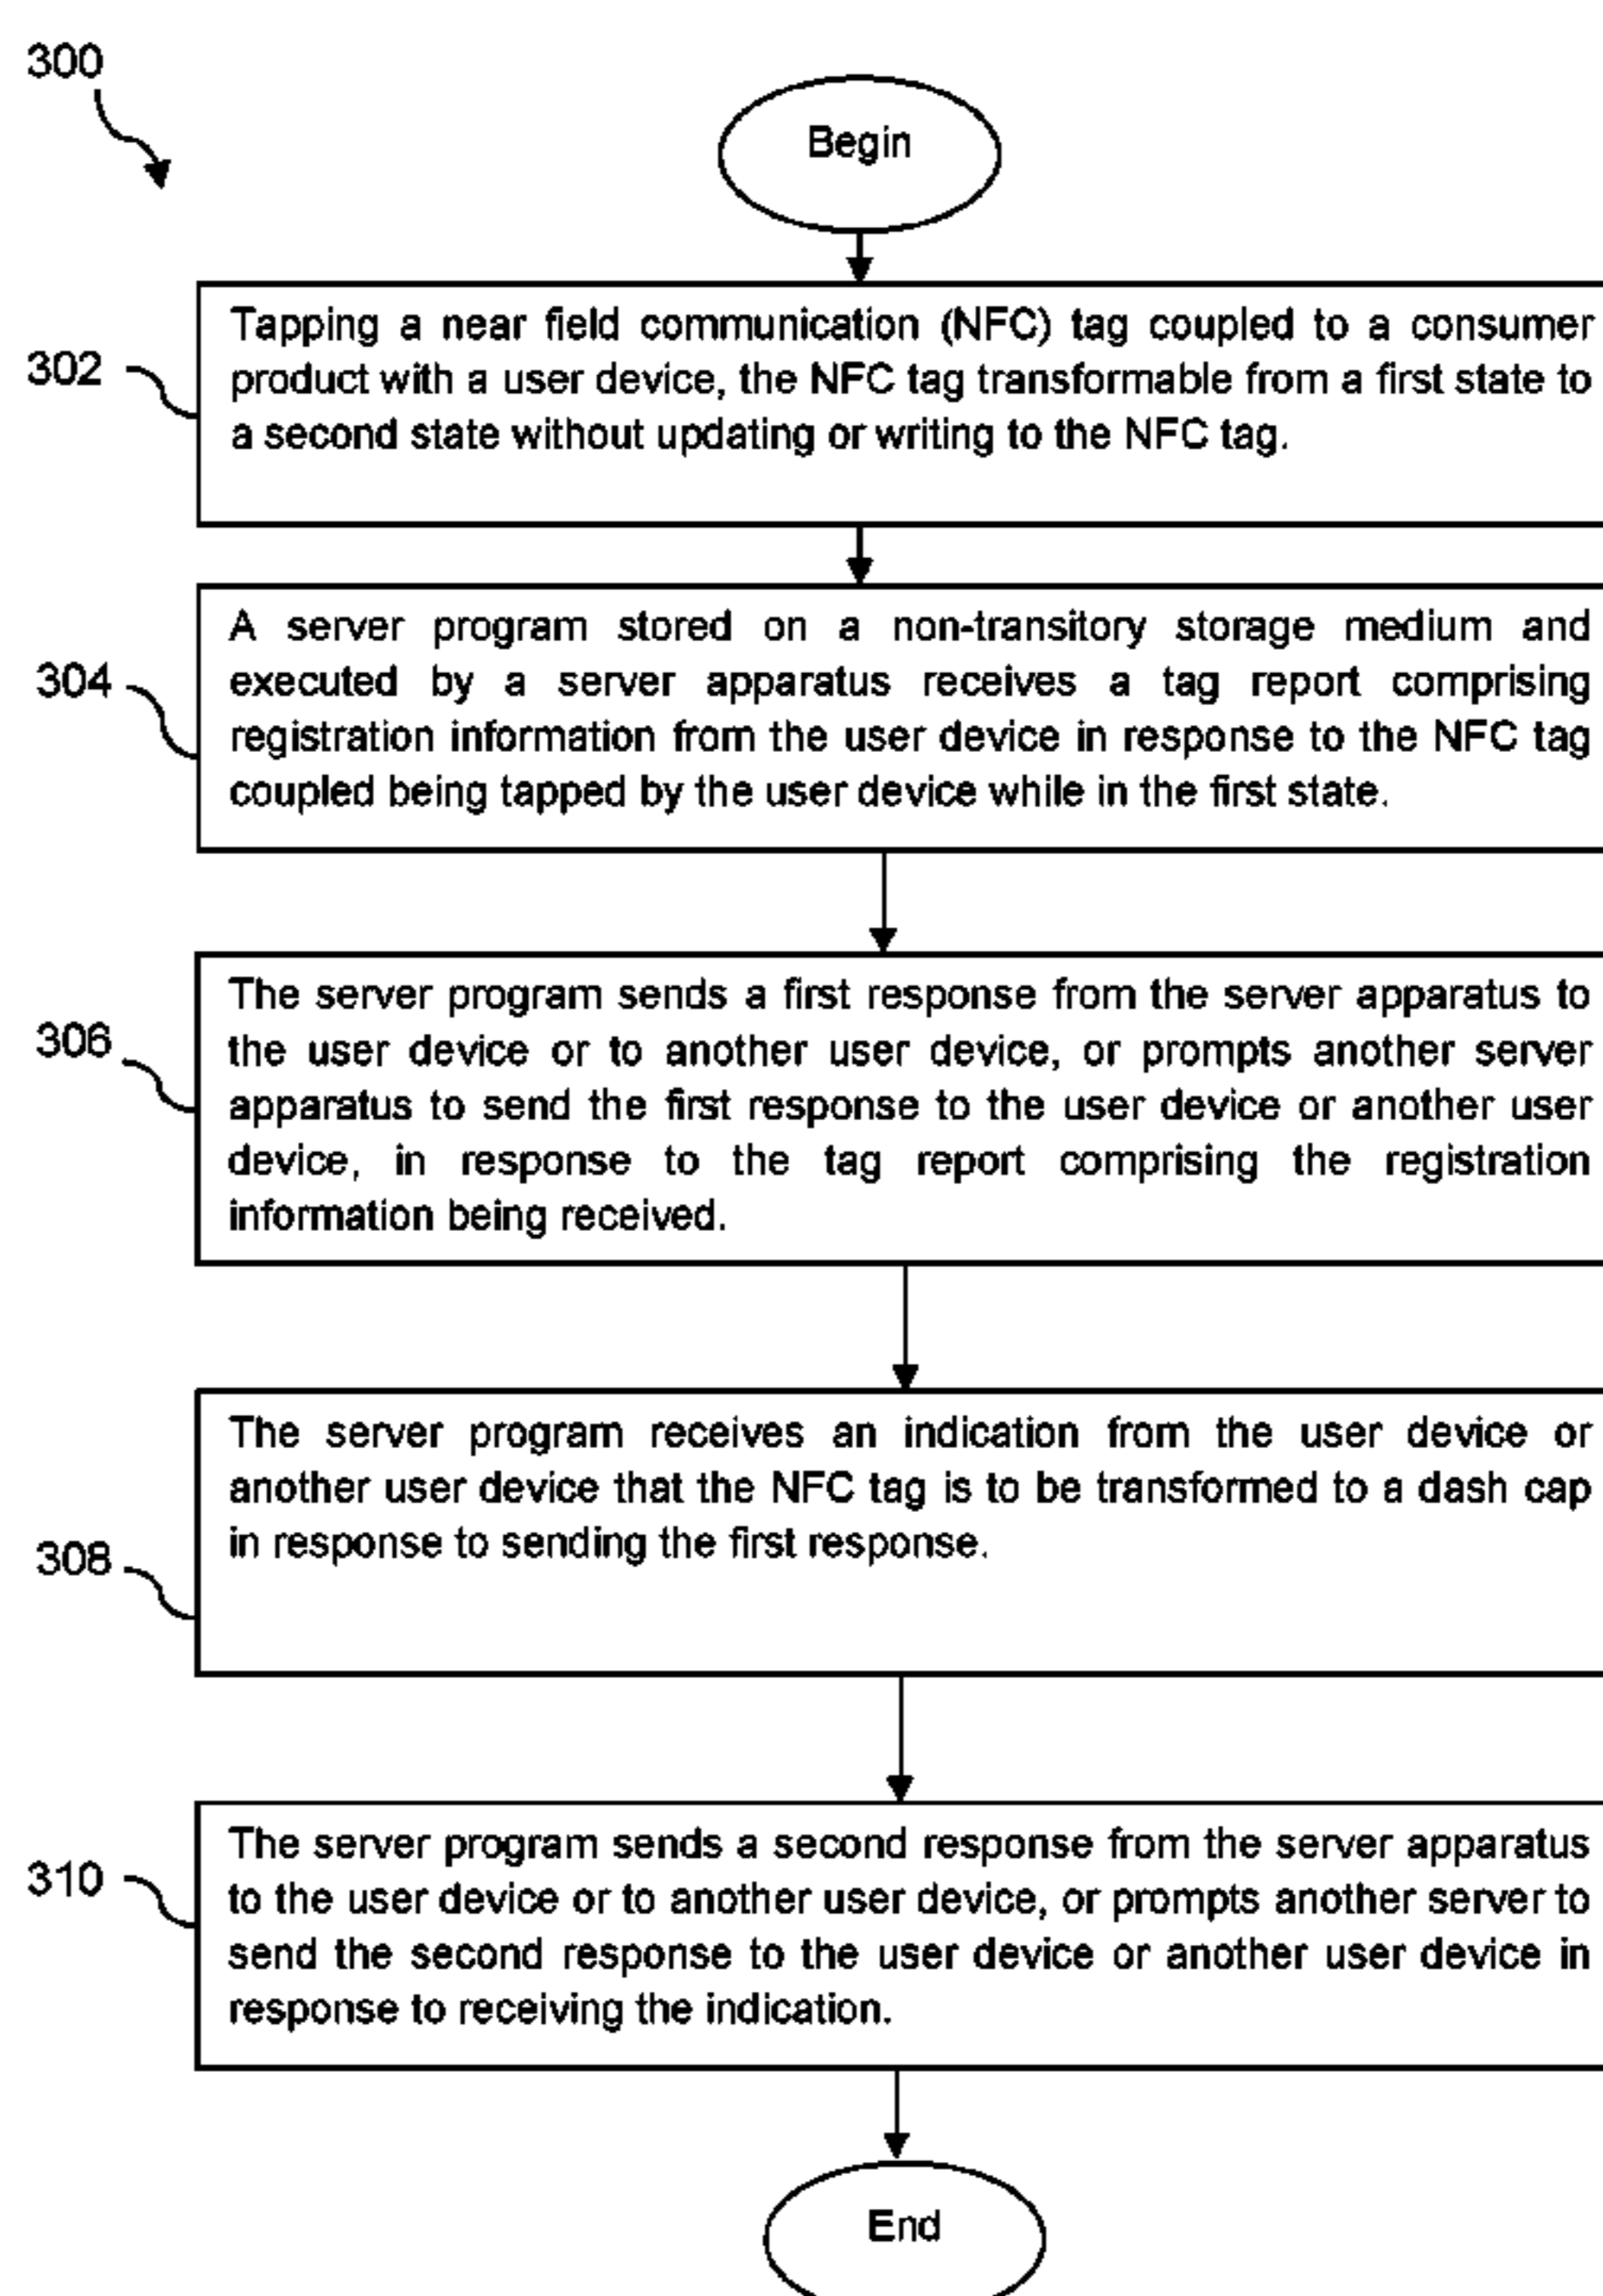 300
Begin
302
Tapping a near field communication (NFC) tag coupled to a consumer
product with a user device, the NFC tag transformable from a first state to
a second state without updating or writing to the NFC tag.
304
A server program stored on a non-transitory storage medium and
executed by a server apparatus receives a tag report comprising
registration information from the user device in response to the NFC tag
coupled being tapped by the user device while in the first state.
306
The server program sends a first response from the server apparatus to
the user device or to another user device, or prompts another server
apparatus to send the first response to the user device or another user
device, in response to the tag report comprising the registration
information being received.
308
The server program receives an indication from the user device or
another user device that the NFC tag is to be transformed to a dash cap
in response to sending the first response.
310
The server program sends a second response from the server apparatus
to the user device or to another user device, or prompts another server to
send the second response to the user device or another user device in
response to receiving the indication.
End